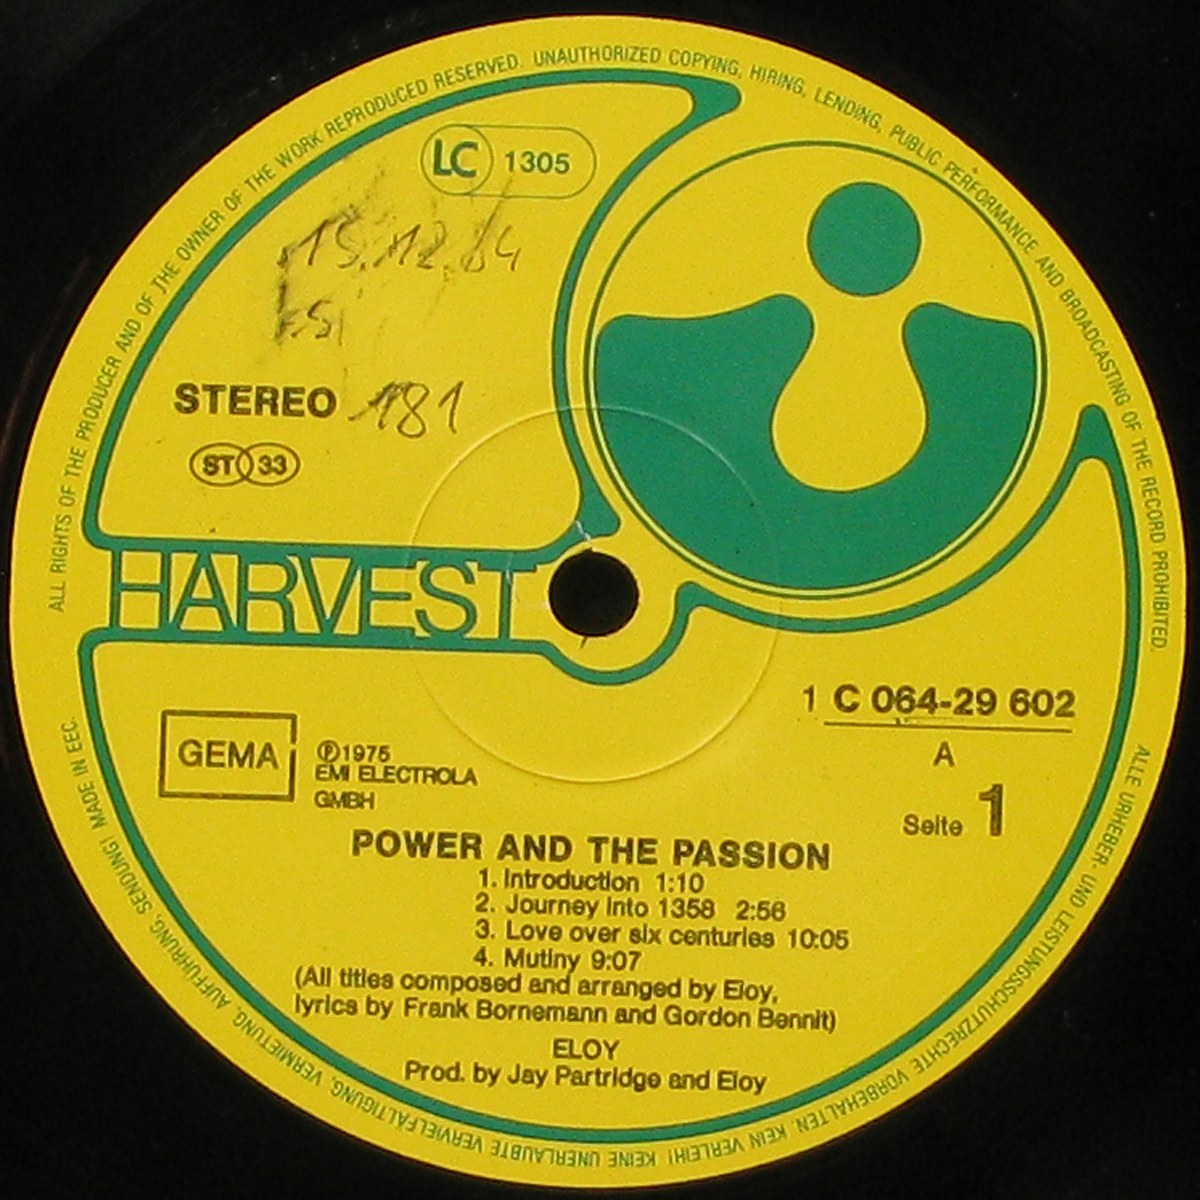 ALL RIGHTS OF THE PRODUCER AND OF THE OWNER OF THE WORK REPRODUCED RESERVED. UNAUTHORIZED COPYING, HIRING, LENDING, PUBLIC PERFORMANCE AND BROADCASTING OF THE RECORD PROHIBITED.
LC 1305
15.12.84
STEREO 181
ST 33
HARVEST
1 C 064-29 602
A
Seite 1
GEMA
℗1975
EMI ELECTROLA
GMBH
POWER AND THE PASSION
1. Introduction 1:10
2. Journey into 1358 2:56
3. Love over six centuries 10:05
4. Mutiny 9:07
(All titles composed and arranged by Eloy,
lyrics by Frank Bornemann and Gordon Bennit)
ELOY
Prod. by Jay Partridge and Eloy
ALLE URHEBER- UND LEISTUNGSSCHUTZRECHTE VORBEHALTEN. KEIN VERLEIH! KEINE UNERLAUBTE VERVIELFÄLTIGUNG, VERMIETUNG, AUFFÜHRUNG, SENDUNG! MADE IN EEC.